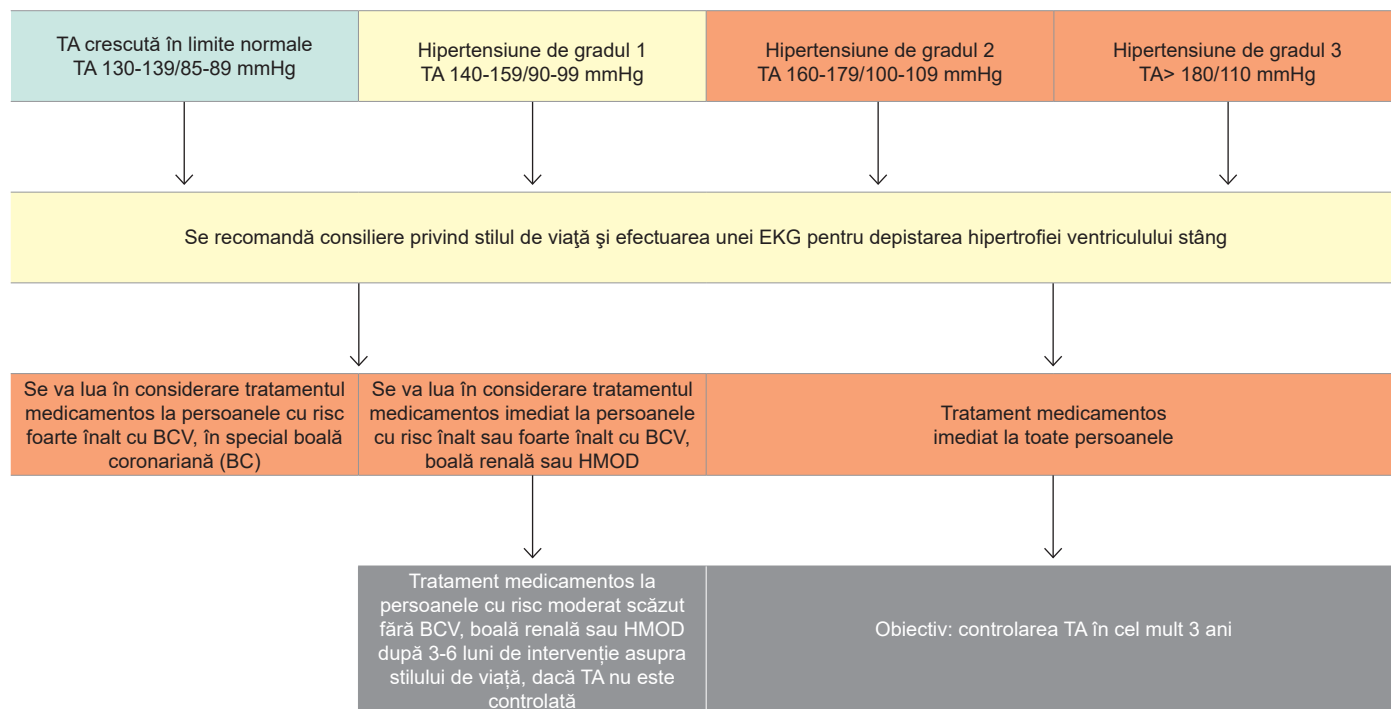 TA crescută în limite normale
TA 130-139/85-89 mmHg
Hipertensiune de gradul 1
TA 140-159/90-99 mmHg
Hipertensiune de gradul 2
TA 160-179/100-109 mmHg
Hipertensiune de gradul 3
TA> 180/110 mmHg
Se recomandă consiliere privind stilul de viaţă şi efectuarea unei EKG pentru depistarea hipertrofiei ventriculului stâng
Se va lua în considerare tratamentul
medicamentos la persoanele cu risc
foarte înalt cu BCV, în special boală
coronariană (BC)
Se va lua în considerare tratamentul
medicamentos imediat la persoanele
cu risc înalt sau foarte înalt cu BCV,
boală renală sau HMOD
Tratament medicamentos
imediat la toate persoanele
Tratament medicamentos la
persoanele cu risc moderat scăzut
fără BCV, boală renală sau HMOD
după 3-6 luni de intervenție asupra
stilului de viață, dacă TA nu este
controlată
Obiectiv: controlarea TA în cel mult 3 ani